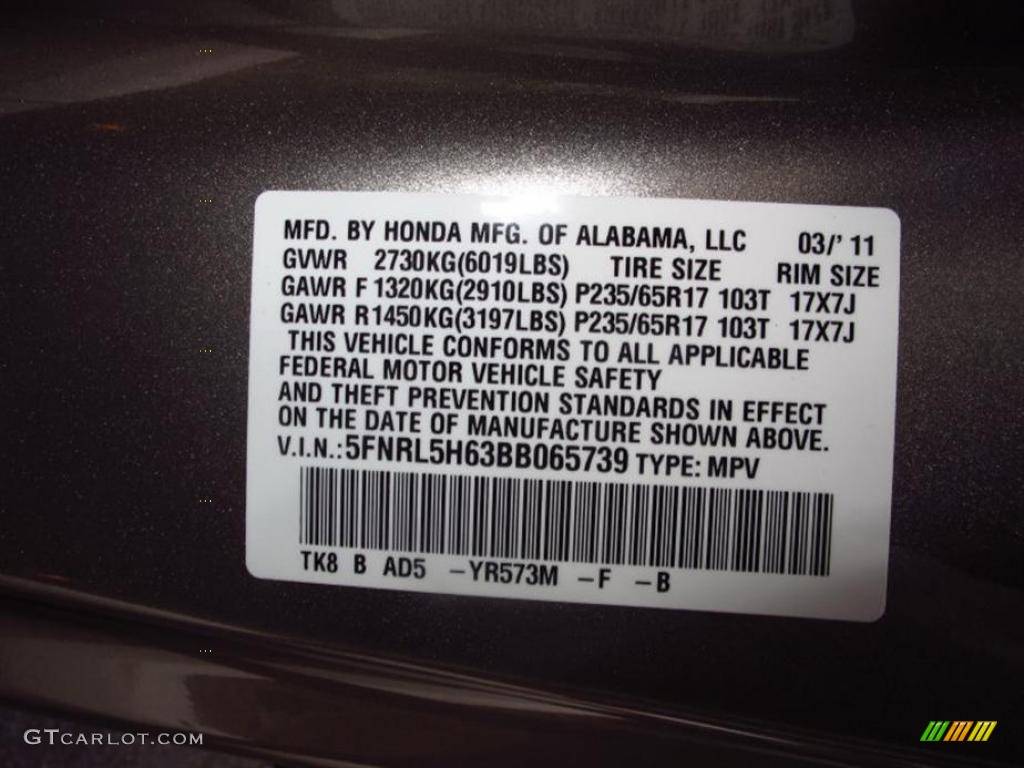 MFD. BY HONDA MFG. OF ALABAMA, LLC 03/' 11
GVWR 2730KG(6019LBS) TIRE SIZE RIM SIZE
GAWR F 1320KG(2910LBS) P235/65R17 103T 17X7J
GAWR R1450KG(3197LBS) P235/65R17 103T 17X7J
THIS VEHICLE CONFORMS TO ALL APPLICABLE
FEDERAL MOTOR VEHICLE SAFETY
AND THEFT PREVENTION STANDARDS IN EFFECT
ON THE DATE OF MANUFACTURE SHOWN ABOVE.
V.I.N.:5FNRL5H63BB065739 TYPE: MPV
TK8 B AD5 –YR573M –F –B
GTCARLOT.COM